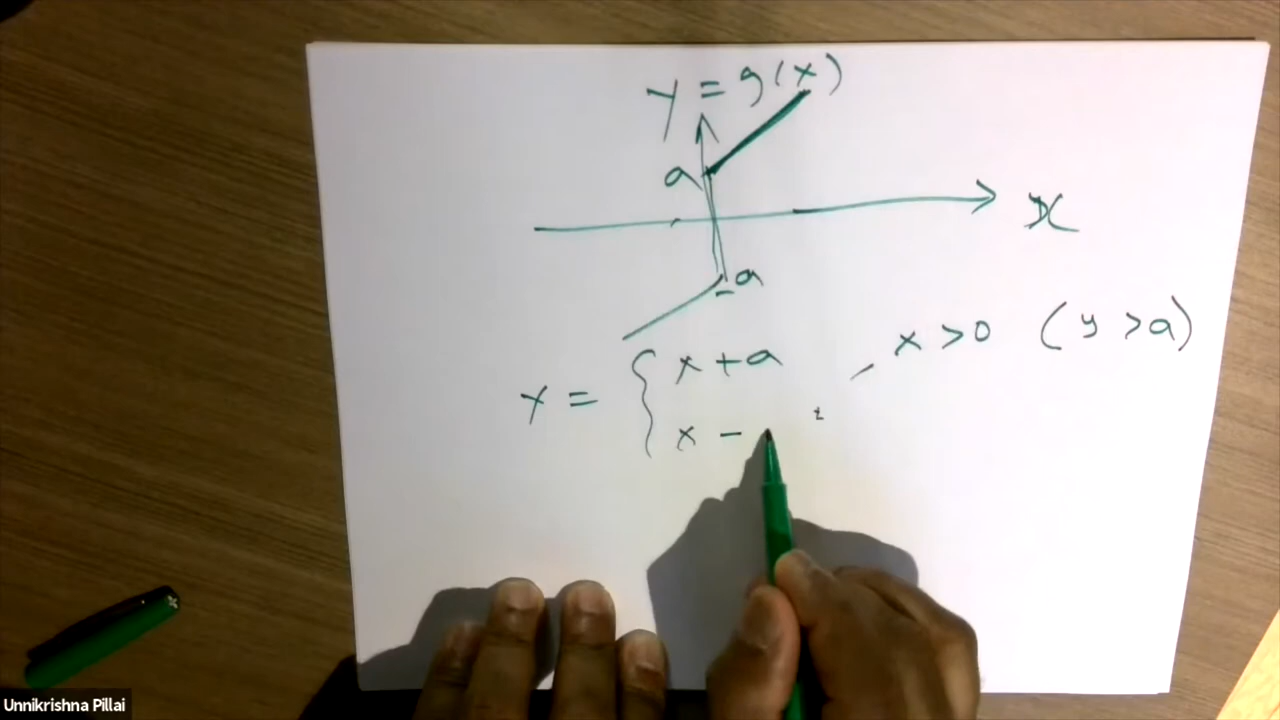 y = g(x)
a
x
-a
y = { x + a , x > 0 (y > a)
x -
Unnikrishna Pillai